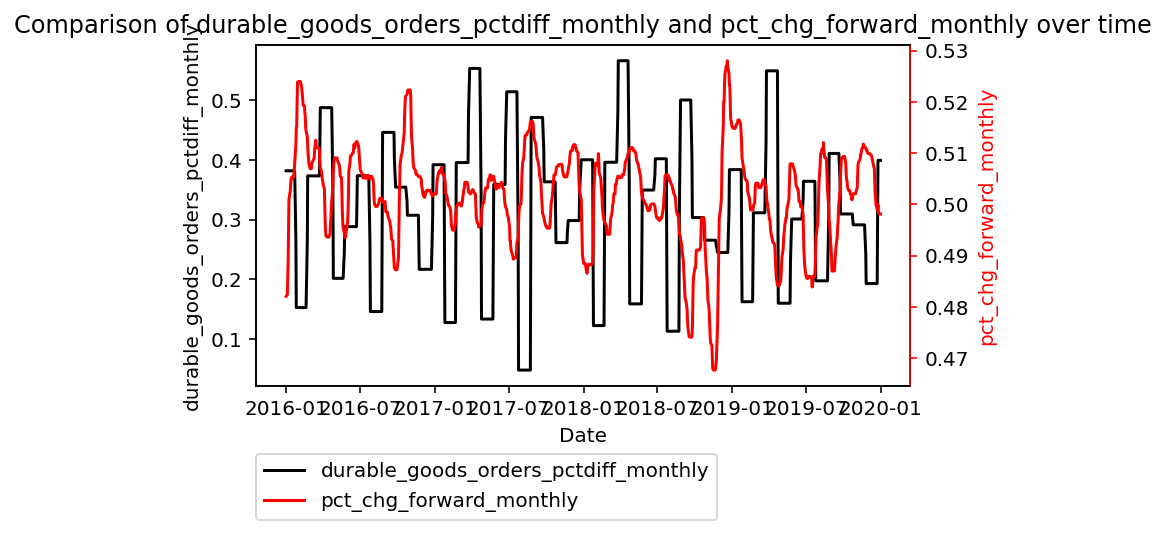 Comparison of durable_goods_orders_pctdiff_monthly and pct_chg_forward_monthly over time
durable_goods_orders_pctdiff_monthly
0.5
0.4
0.3
0.2
0.1
0.53
0.52
0.51
0.50
0.49
0.48
0.47
pct_chg_forward_monthly
2016-01 2016-07 2017-01 2017-07 2018-01 2018-07 2019-01 2019-07 2020-01
Date
durable_goods_orders_pctdiff_monthly
pct_chg_forward_monthly